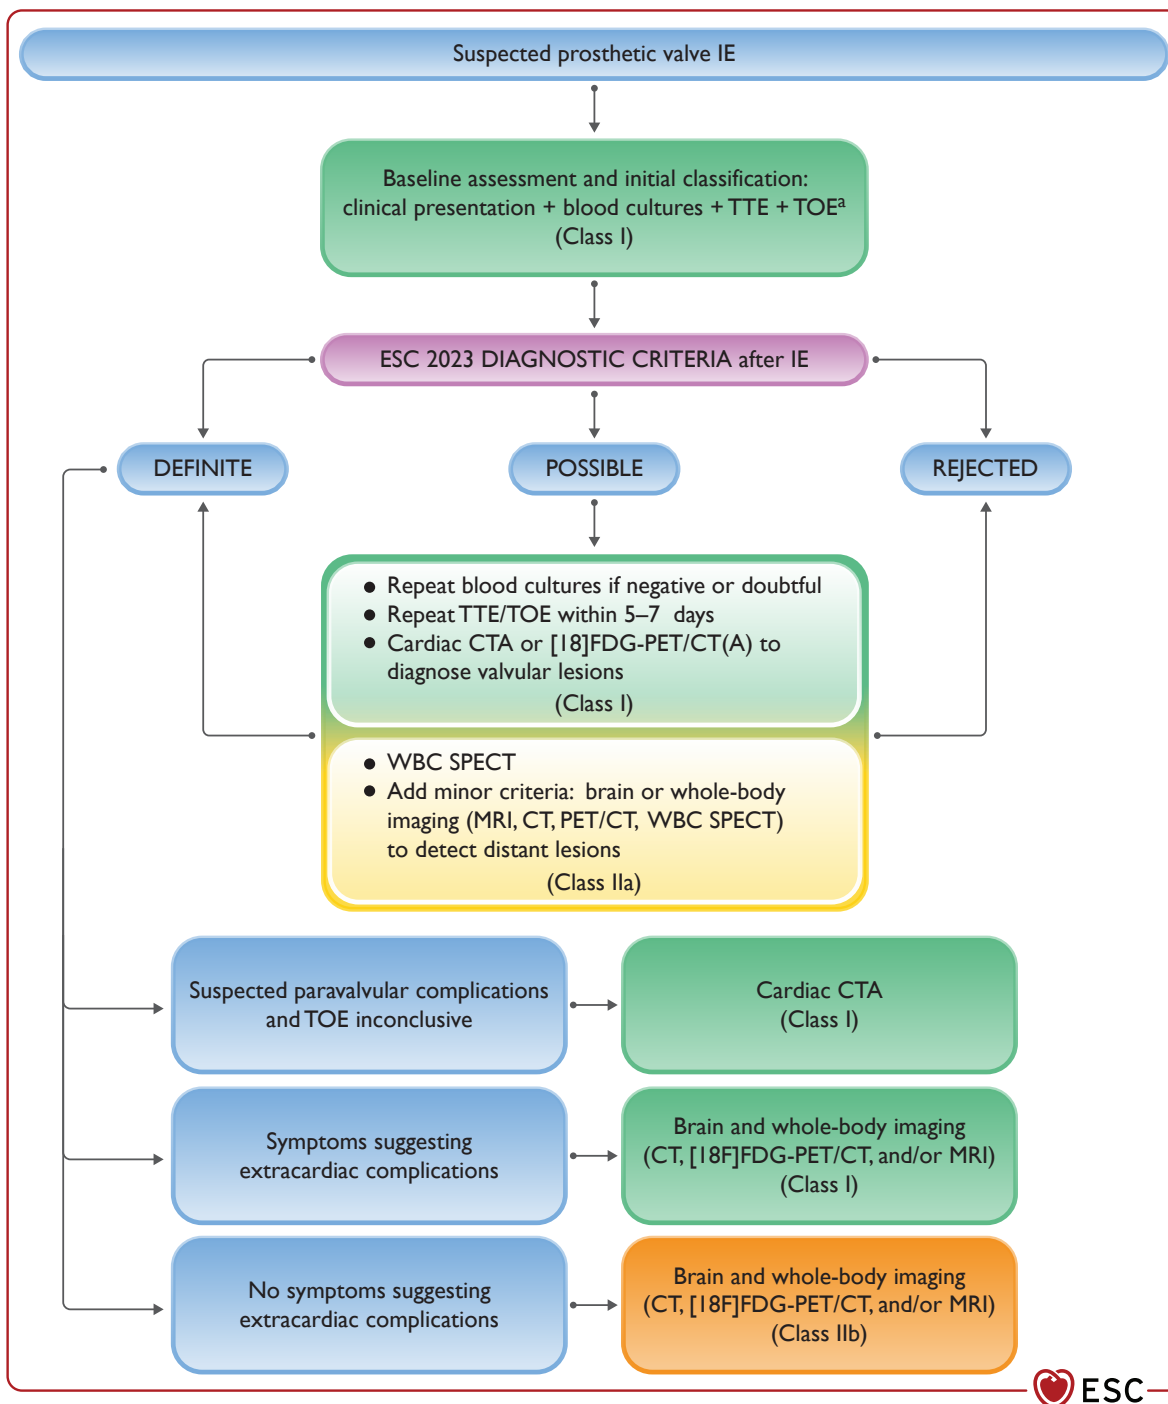 Suspected prosthetic valve IE
Baseline assessment and initial classification:
clinical presentation + blood cultures + TTE + TOEᵃ
(Class I)
ESC 2023 DIAGNOSTIC CRITERIA after IE
DEFINITE
POSSIBLE
REJECTED
● Repeat blood cultures if negative or doubtful
● Repeat TTE/TOE within 5–7 days
● Cardiac CTA or [18]FDG-PET/CT(A) to
diagnose valvular lesions
(Class I)
● WBC SPECT
● Add minor criteria: brain or whole-body
imaging (MRI, CT, PET/CT, WBC SPECT)
to detect distant lesions
(Class IIa)
Suspected paravalvular complications
and TOE inconclusive
Cardiac CTA
(Class I)
Symptoms suggesting
extracardiac complications
Brain and whole-body imaging
(CT, [18F]FDG-PET/CT, and/or MRI)
(Class I)
No symptoms suggesting
extracardiac complications
Brain and whole-body imaging
(CT, [18F]FDG-PET/CT, and/or MRI)
(Class IIb)
ESC